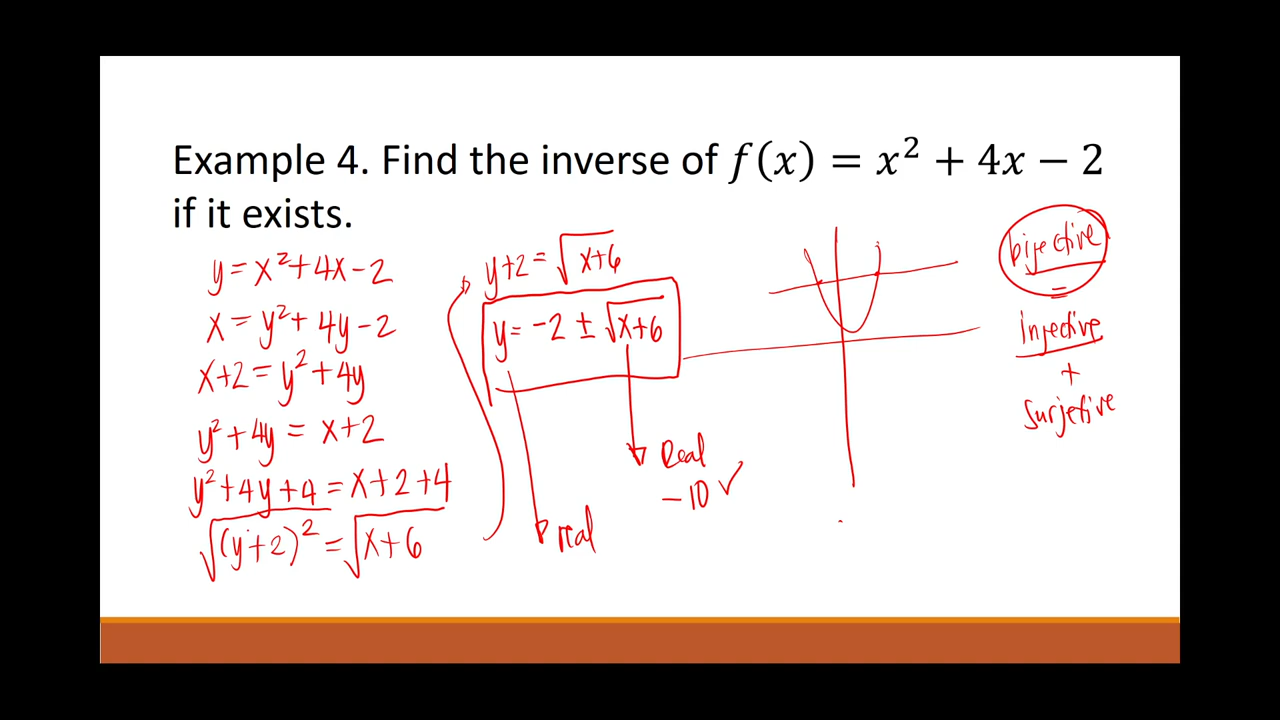 Example 4. Find the inverse of f(x) = x² + 4x − 2
if it exists.
y = x² + 4x - 2
x = y² + 4y - 2
x+2 = y² + 4y
y² + 4y = x+2
y² + 4y + 4 = x+2+4
√(y+2)² = √x+6
y+2 = √x+6
y = -2 ± √x+6
Real
-10 ✓
real
bijective
=
injective
+
surjetive